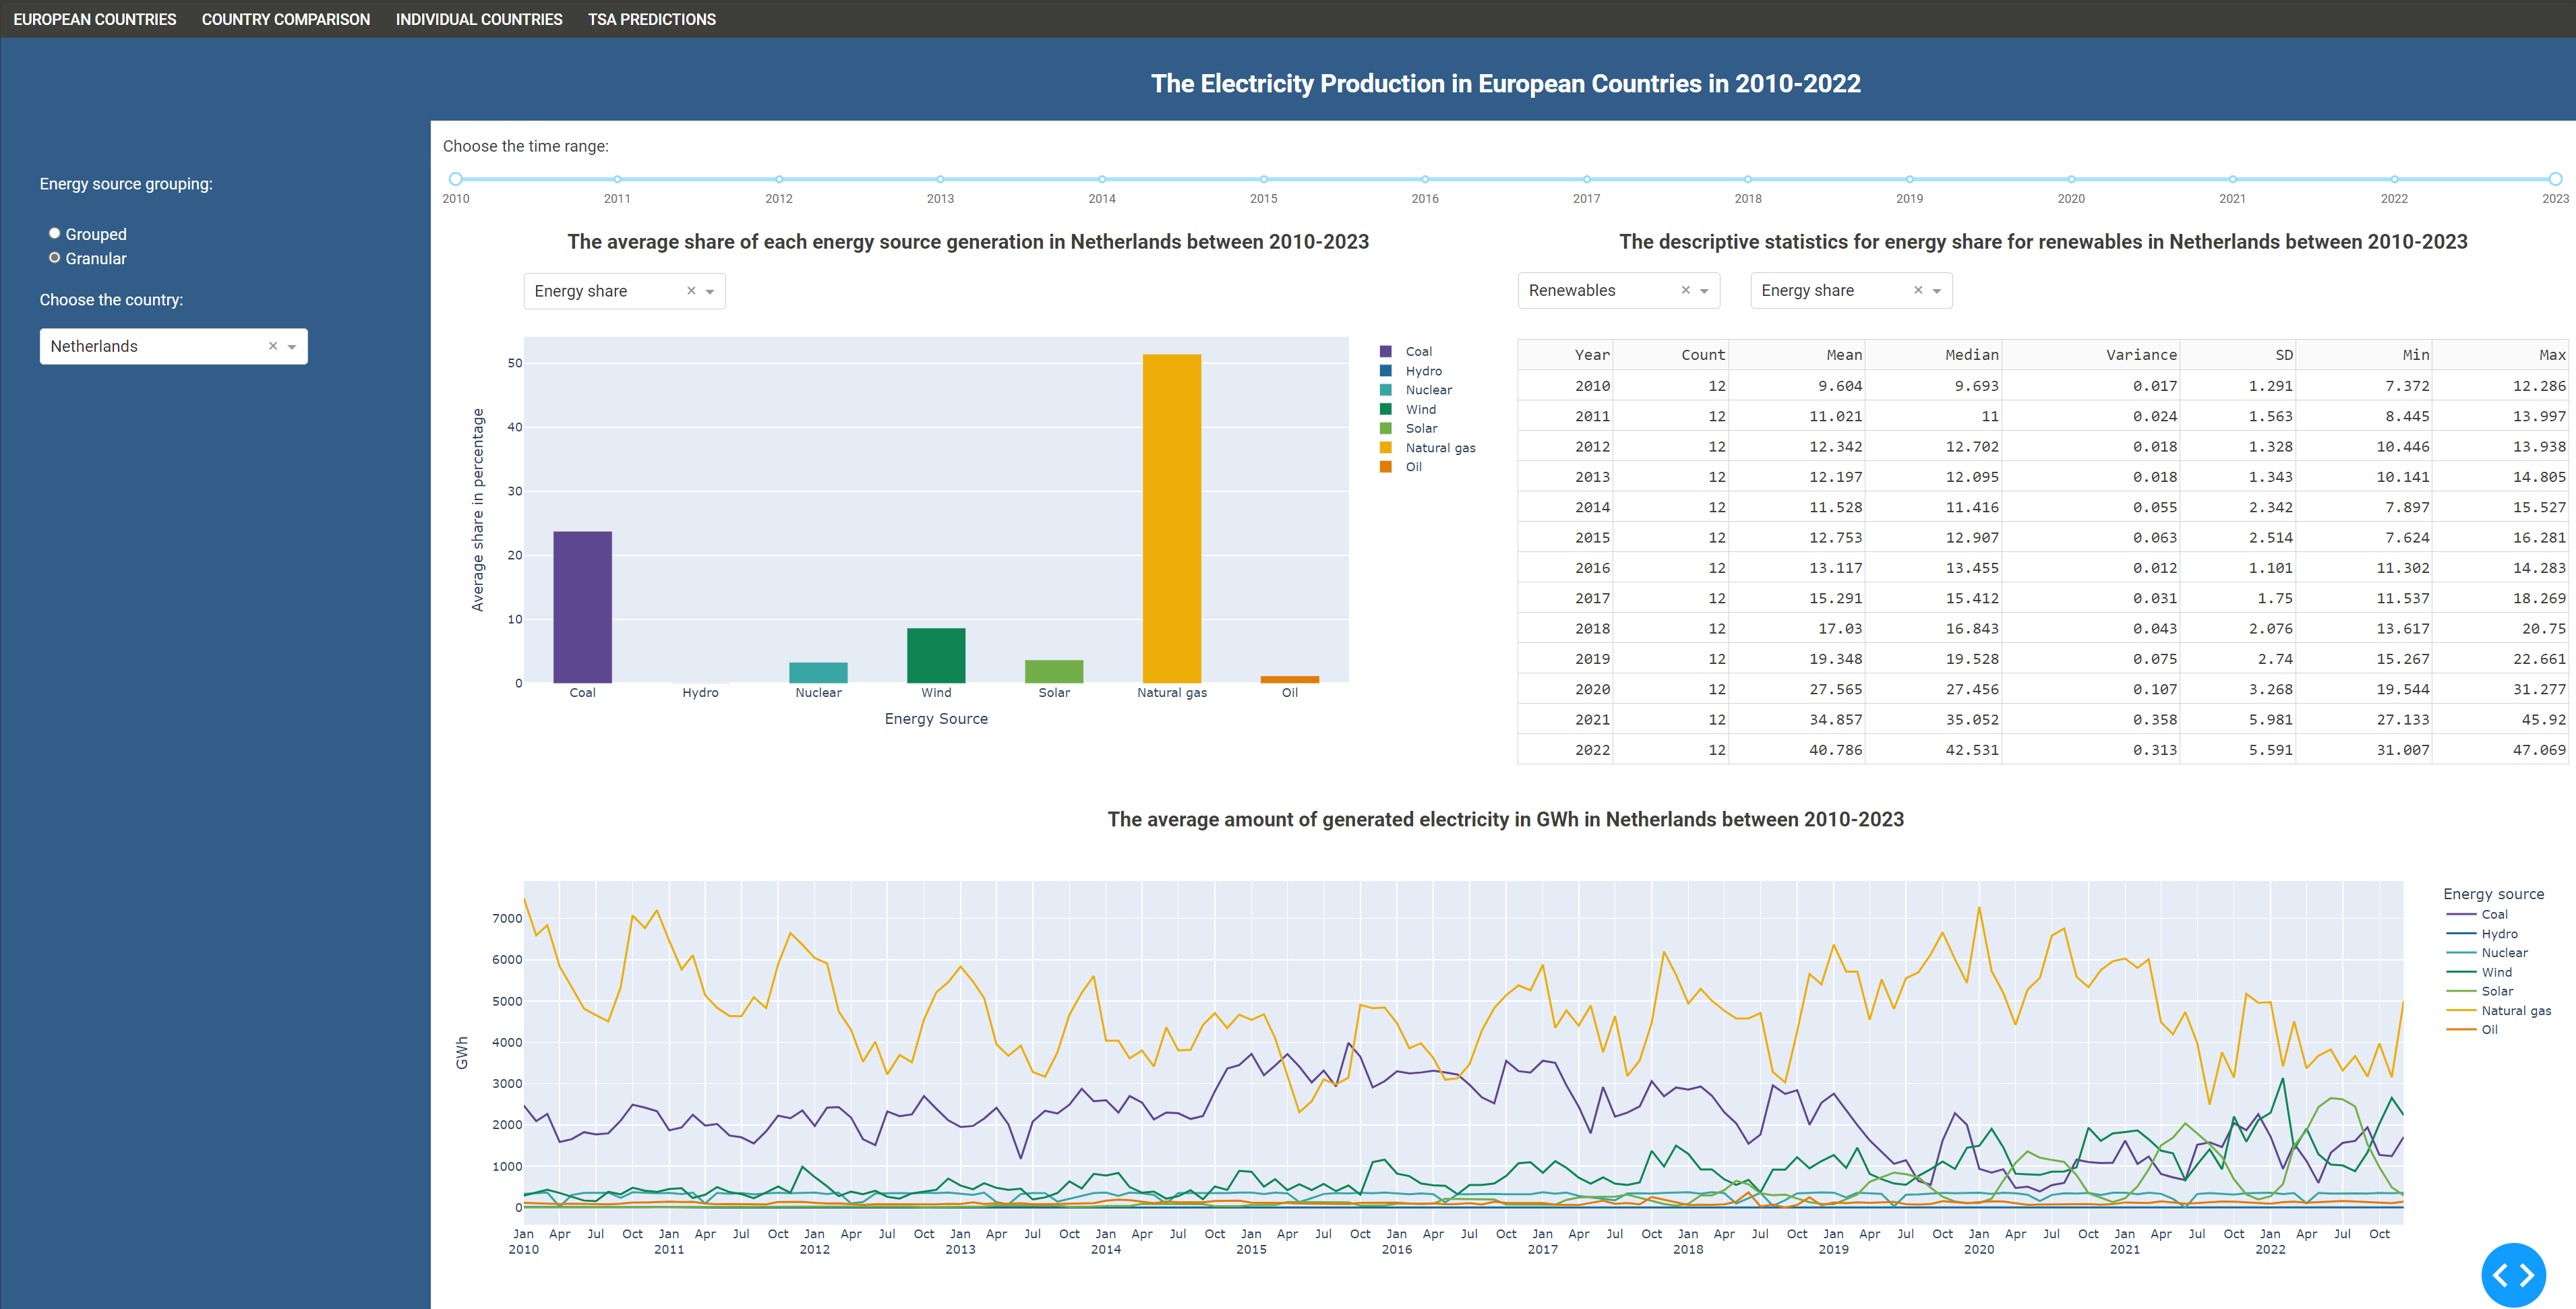 EUROPEAN COUNTRIES COUNTRY COMPARISON INDIVIDUAL COUNTRIES TSA PREDICTIONS
The Electricity Production in European Countries in 2010-2022
Energy source grouping:
Grouped
Granular
Choose the country:
Netherlands
Choose the time range:
2010 2011 2012 2013 2014 2015 2016 2017 2018 2019 2020 2021 2022 2023
The average share of each energy source generation in Netherlands between 2010-2023
Energy share
Average share in percentage
50
40
30
20
10
0
Coal Hydro Nuclear Wind Solar Natural gas Oil
Energy Source
Coal
Hydro
Nuclear
Wind
Solar
Natural gas
Oil
The descriptive statistics for energy share for renewables in Netherlands between 2010-2023
Renewables Energy share
Year Count Mean Median Variance SD Min Max
2010 12 9.604 9.693 0.017 1.291 7.372 12.286
2011 12 11.021 11 0.024 1.563 8.445 13.997
2012 12 12.342 12.702 0.018 1.328 10.446 13.938
2013 12 12.197 12.095 0.018 1.343 10.141 14.805
2014 12 11.528 11.416 0.055 2.342 7.897 15.527
2015 12 12.753 12.907 0.063 2.514 7.624 16.281
2016 12 13.117 13.455 0.012 1.101 11.302 14.283
2017 12 15.291 15.412 0.031 1.75 11.537 18.269
2018 12 17.03 16.843 0.043 2.076 13.617 20.75
2019 12 19.348 19.528 0.075 2.74 15.267 22.661
2020 12 27.565 27.456 0.107 3.268 19.544 31.277
2021 12 34.857 35.052 0.358 5.981 27.133 45.92
2022 12 40.786 42.531 0.313 5.591 31.007 47.069
The average amount of generated electricity in GWh in Netherlands between 2010-2023
GWh
7000
6000
5000
4000
3000
2000
1000
0
Jan Apr Jul Oct Jan Apr Jul Oct Jan Apr Jul Oct Jan Apr Jul Oct Jan Apr Jul Oct Jan Apr Jul Oct Jan Apr Jul Oct Jan Apr Jul Oct Jan Apr Jul Oct Jan Apr Jul Oct Jan Apr Jul Oct Jan Apr Jul Oct Jan Apr Jul Oct
2010 2011 2012 2013 2014 2015 2016 2017 2018 2019 2020 2021 2022
Energy source
Coal
Hydro
Nuclear
Wind
Solar
Natural gas
Oil